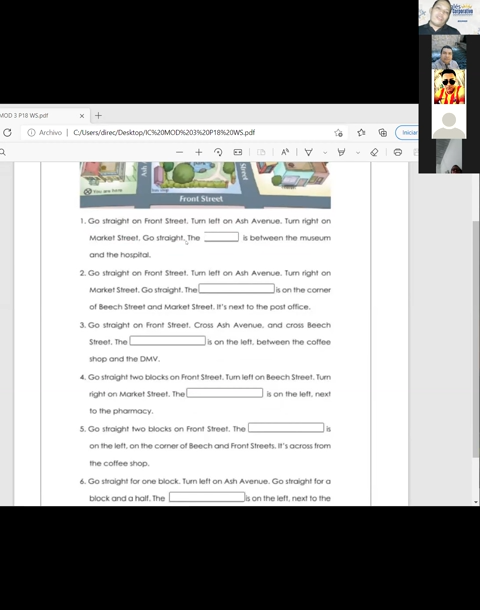 Corporativo
MOD 3 P18 WS.pdf
Archivo | C:/Users/direc/Desktop/IC%20MOD%203%20P18%20WS.pdf
Iniciar
Ash
You are here
Front Street
1. Go straight on Front Street. Turn left on Ash Avenue. Turn right on
Market Street. Go straight. The is between the museum
and the hospital.
2. Go straight on Front Street. Turn left on Ash Avenue. Turn right on
Market Street. Go straight. The is on the corner
of Beech Street and Market Street. It's next to the post office.
3. Go straight on Front Street. Cross Ash Avenue, and cross Beech
Street. The is on the left, between the coffee
shop and the DMV.
4. Go straight two blocks on Front Street. Turn left on Beech Street. Turn
right on Market Street. The is on the left, next
to the pharmacy.
5. Go straight two blocks on Front Street. The is
on the left, on the corner of Beech and Front Streets. It's across from
the coffee shop.
6. Go straight for one block. Turn left on Ash Avenue. Go straight for a
block and a half. The is on the left, next to the